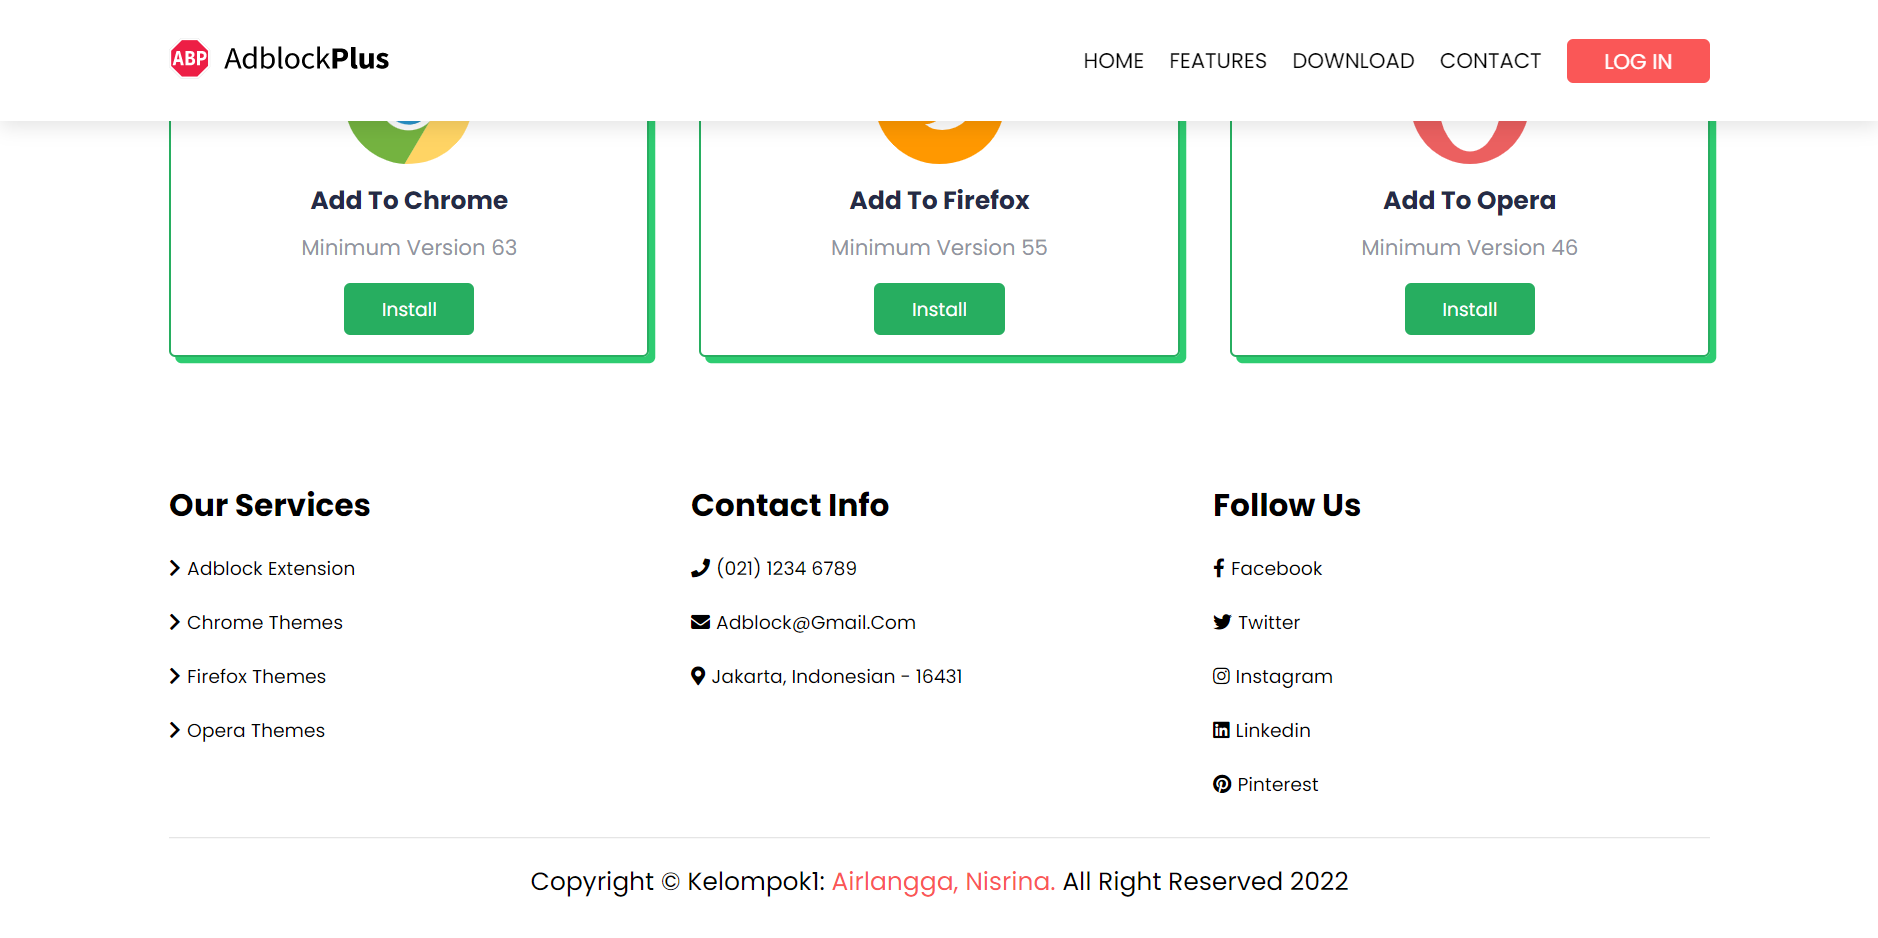 ABP AdblockPlus
HOME FEATURES DOWNLOAD CONTACT LOG IN
Add To Chrome
Minimum Version 63
Install
Add To Firefox
Minimum Version 55
Install
Add To Opera
Minimum Version 46
Install
Our Services
Adblock Extension
Chrome Themes
Firefox Themes
Opera Themes
Contact Info
(021) 1234 6789
Adblock@Gmail.Com
Jakarta, Indonesian - 16431
Follow Us
Facebook
Twitter
Instagram
Linkedin
Pinterest
Copyright © Kelompok1: Airlangga, Nisrina. All Right Reserved 2022